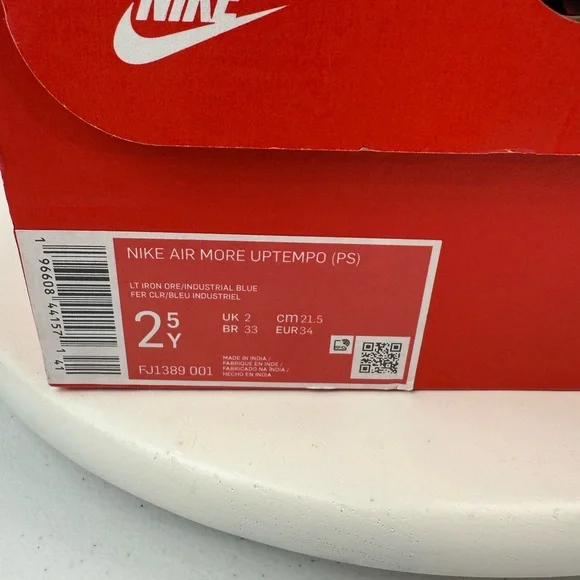 NIKE
NIKE AIR MORE UPTEMPO (PS)
LT IRON ORE/INDUSTRIAL BLUE
FER CLR/BLEU INDUSTRIEL
2.5Y
UK 2 cm 21.5
BR 33 EUR 34
FJ1389 001
MADE IN INDIA /
FABRIQUE EN INDE /
FABRICADO NA ÍNDIA /
HECHO EN INDIA
1 96608 44157 1 41